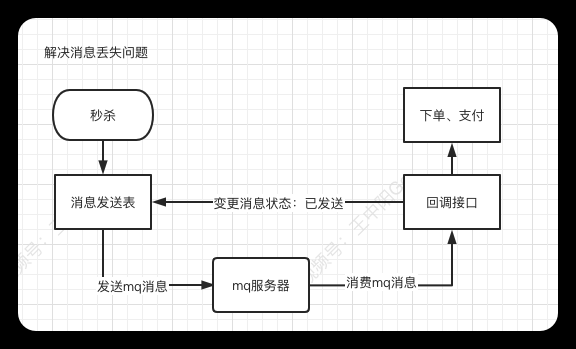 解决消息丢失问题
秒杀
下单、支付
消息发送表
变更消息状态：已发送
回调接口
发送mq消息
mq服务器
消费mq消息